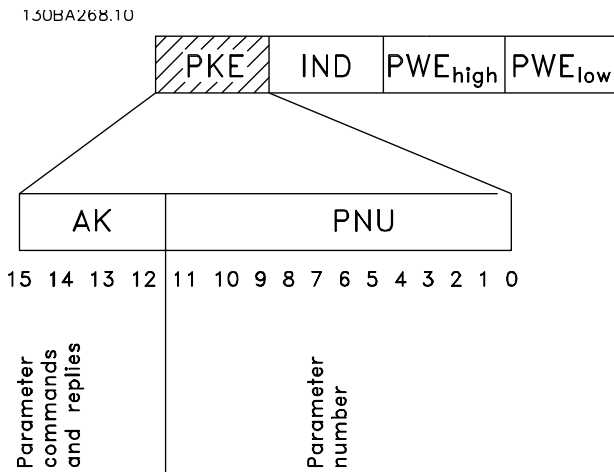 130BA268.10
PKE IND PWEhigh PWElow
AK PNU
15 14 13 12 11 10 9 8 7 6 5 4 3 2 1 0
Parameter
commands
and replies
Parameter
number